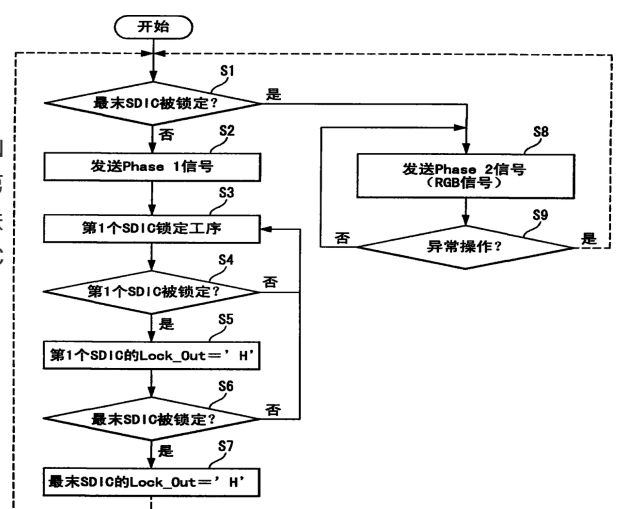 开始
S1
最末SDIC被锁定？
是
否
S2
发送Phase 1信号
S3
第1个SDIC锁定工序
S4
第1个SDIC被锁定？
否
是
S5
第1个SDIC的Lock_Out＝'H'
S6
最末SDIC被锁定？
否
是
S7
最末SDIC的Lock_Out＝'H'
S8
发送Phase 2信号
（RGB信号）
S9
异常操作？
否
是